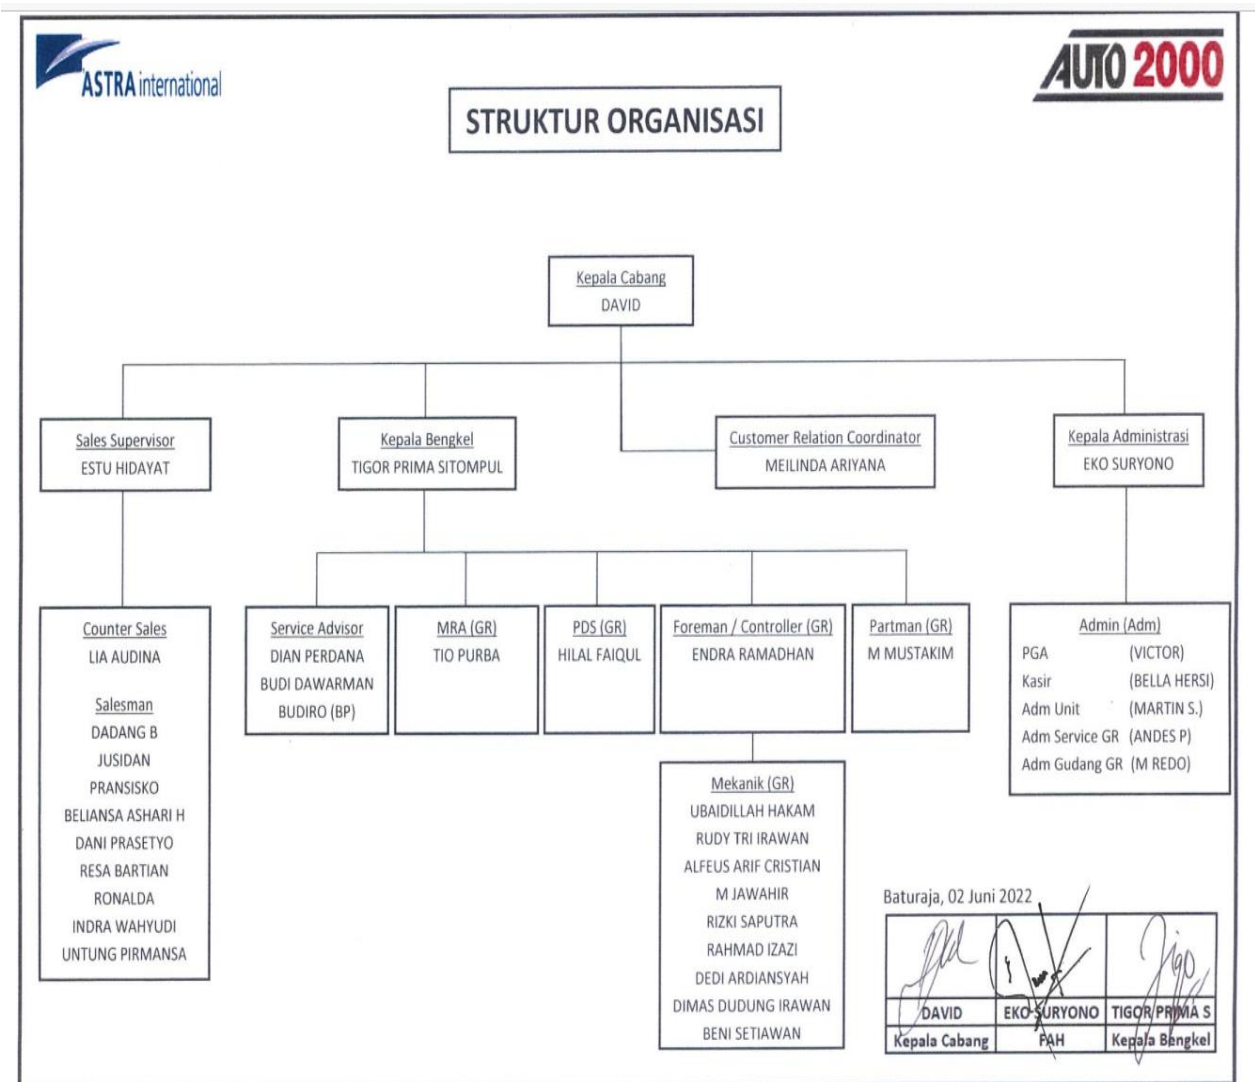 ASTRA international
AUTO 2000
STRUKTUR ORGANISASI
Kepala Cabang
DAVID
Sales Supervisor
ESTU HIDAYAT
Kepala Bengkel
TIGOR PRIMA SITOMPUL
Customer Relation Coordinator
MEILINDA ARIYANA
Kepala Administrasi
EKO SURYONO
Counter Sales
LIA AUDINA
Salesman
DADANG B
JUSIDAN
PRANSISKO
BELIANSA ASHARI H
DANI PRASETYO
RESA BARTIAN
RONALDA
INDRA WAHYUDI
UNTUNG PIRMANSA
Service Advisor
DIAN PERDANA
BUDI DAWARMAN
BUDIRO (BP)
MRA (GR)
TIO PURBA
PDS (GR)
HILAL FAIQUL
Foreman / Controller (GR)
ENDRA RAMADHAN
Partman (GR)
M MUSTAKIM
Mekanik (GR)
UBAIDILLAH HAKAM
RUDY TRI IRAWAN
ALFEUS ARIF CRISTIAN
M JAWAHIR
RIZKI SAPUTRA
RAHMAD IZAZI
DEDI ARDIANSYAH
DIMAS DUDUNG IRAWAN
BENI SETIAWAN
Admin (Adm)
PGA (VICTOR)
Kasir (BELLA HERSI)
Adm Unit (MARTIN S.)
Adm Service GR (ANDES P)
Adm Gudang GR (M REDO)
Baturaja, 02 Juni 2022
DAVID EKO SURYONO TIGOR PRIMA S
Kepala Cabang FAH Kepala Bengkel